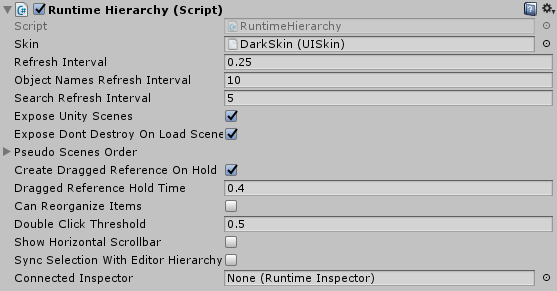 Runtime Hierarchy (Script)
Script RuntimeHierarchy
Skin DarkSkin (UISkin)
Refresh Interval 0.25
Object Names Refresh Interval 10
Search Refresh Interval 5
Expose Unity Scenes
Expose Dont Destroy On Load Scene
Pseudo Scenes Order
Create Dragged Reference On Hold
Dragged Reference Hold Time 0.4
Can Reorganize Items
Double Click Threshold 0.5
Show Horizontal Scrollbar
Sync Selection With Editor Hierarchy
Connected Inspector None (Runtime Inspector)